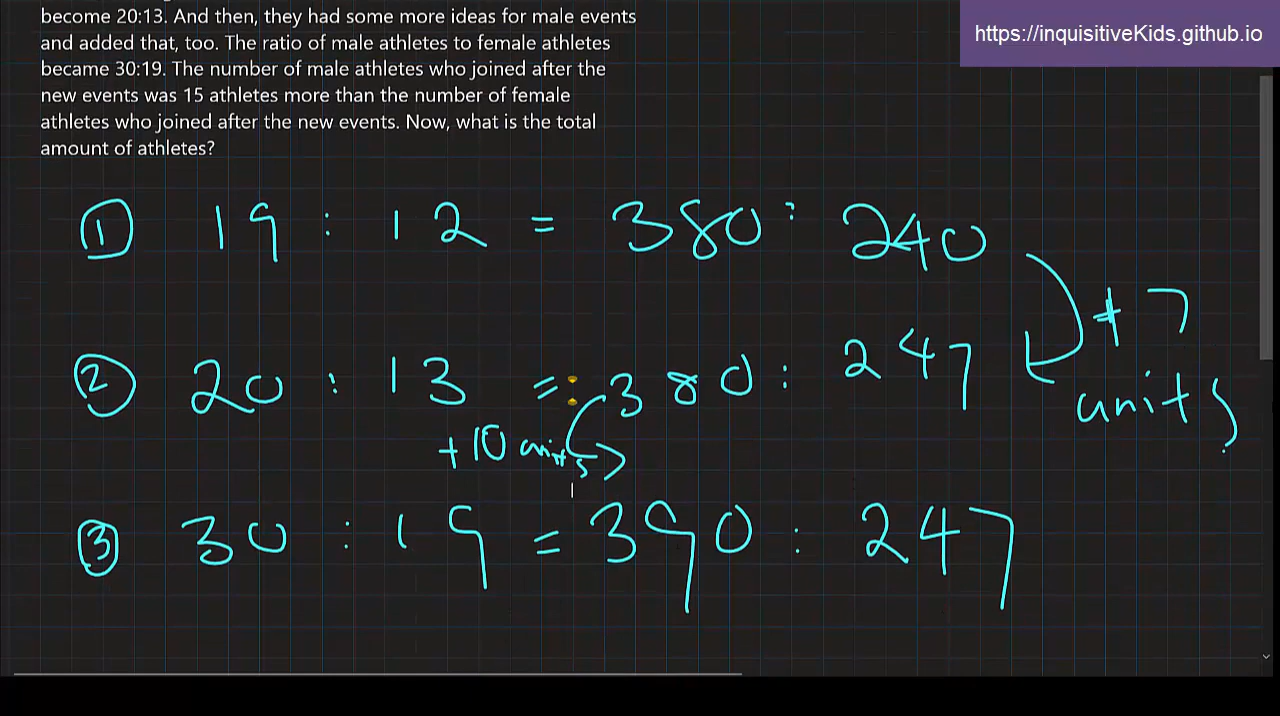 become 20:13. And then, they had some more ideas for male events
and added that, too. The ratio of male athletes to female athletes
became 30:19. The number of male athletes who joined after the
new events was 15 athletes more than the number of female
athletes who joined after the new events. Now, what is the total
amount of athletes?
https://inquisitiveKids.github.io
① 19 : 12 = 380 : 240
+ 7
units
② 20 : 13 = 380 : 247
+10 units
③ 30 : 19 = 390 : 247